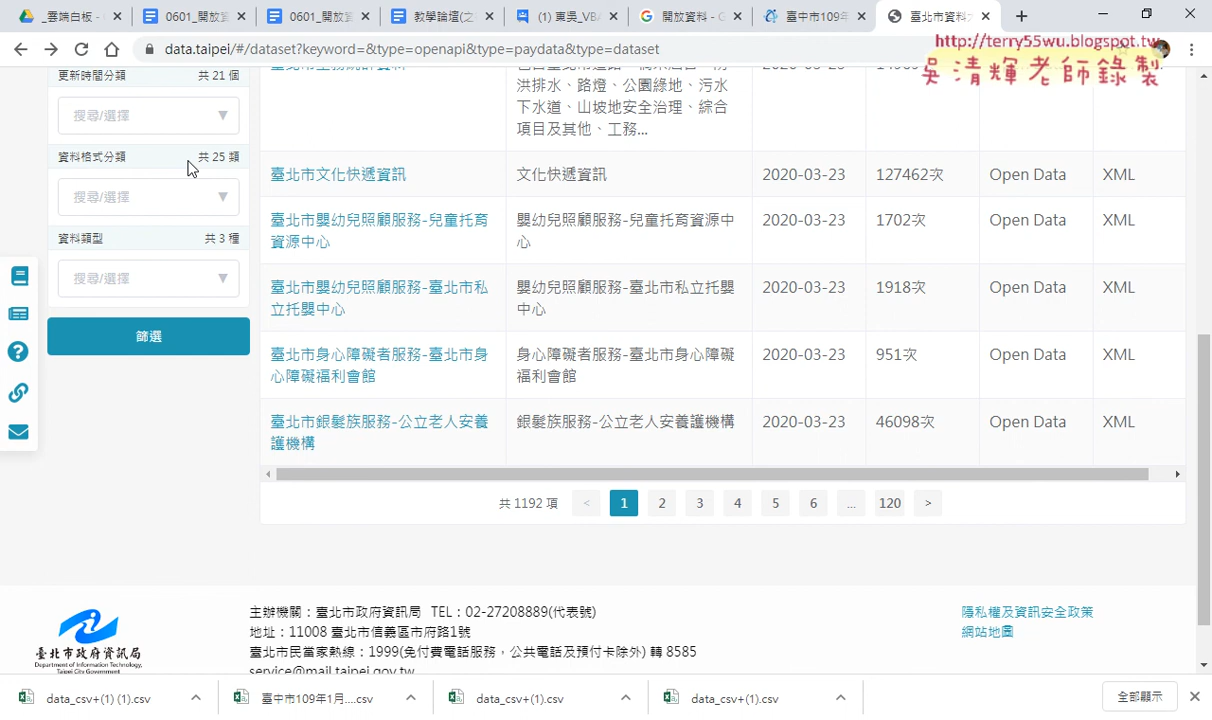 _雲端白板 -
0601_開放資
0601_開放資
教學論壇(之
(1) 東吳_VB
開放資料 - G
臺中市109年
臺北市資料
data.taipei/#/dataset?keyword=&type=openapi&type=paydata&type=dataset
http://terry55wu.blogspot.tw
吳清輝老師錄製
更新時間分類 共 21 個
搜尋/選擇
資料格式分類 共 25 類
搜尋/選擇
資料類型 共 3 種
搜尋/選擇
篩選
洪排水、路燈、公園綠地、污水
下水道、山坡地安全治理、綜合
項目及其他、工務...
臺北市文化快遞資訊 文化快遞資訊 2020-03-23 127462次 Open Data XML
臺北市嬰幼兒照顧服務-兒童托育 嬰幼兒照顧服務-兒童托育資源中 2020-03-23 1702次 Open Data XML
資源中心 心
臺北市嬰幼兒照顧服務-臺北市私 嬰幼兒照顧服務-臺北市私立托嬰 2020-03-23 1918次 Open Data XML
立托嬰中心 中心
臺北市身心障礙者服務-臺北市身 身心障礙者服務-臺北市身心障礙 2020-03-23 951次 Open Data XML
心障礙福利會館 福利會館
臺北市銀髮族服務-公立老人安養 銀髮族服務-公立老人安養護機構 2020-03-23 46098次 Open Data XML
護機構
共 1192 項 < 1 2 3 4 5 6 ... 120 >
臺北市政府資訊局
Department of Information Technology,
Taipei City Government
主辦機關：臺北市政府資訊局 TEL：02-27208889(代表號)
地址：11008 臺北市信義區市府路1號
臺北市民當家熱線：1999(免付費電話服務，公共電話及預付卡除外) 轉 8585
service@mail.taipei.gov.tw
隱私權及資訊安全政策
網站地圖
data_csv+(1) (1).csv
臺中市109年1月....csv
data_csv+(1).csv
data_csv+(1).csv
全部顯示